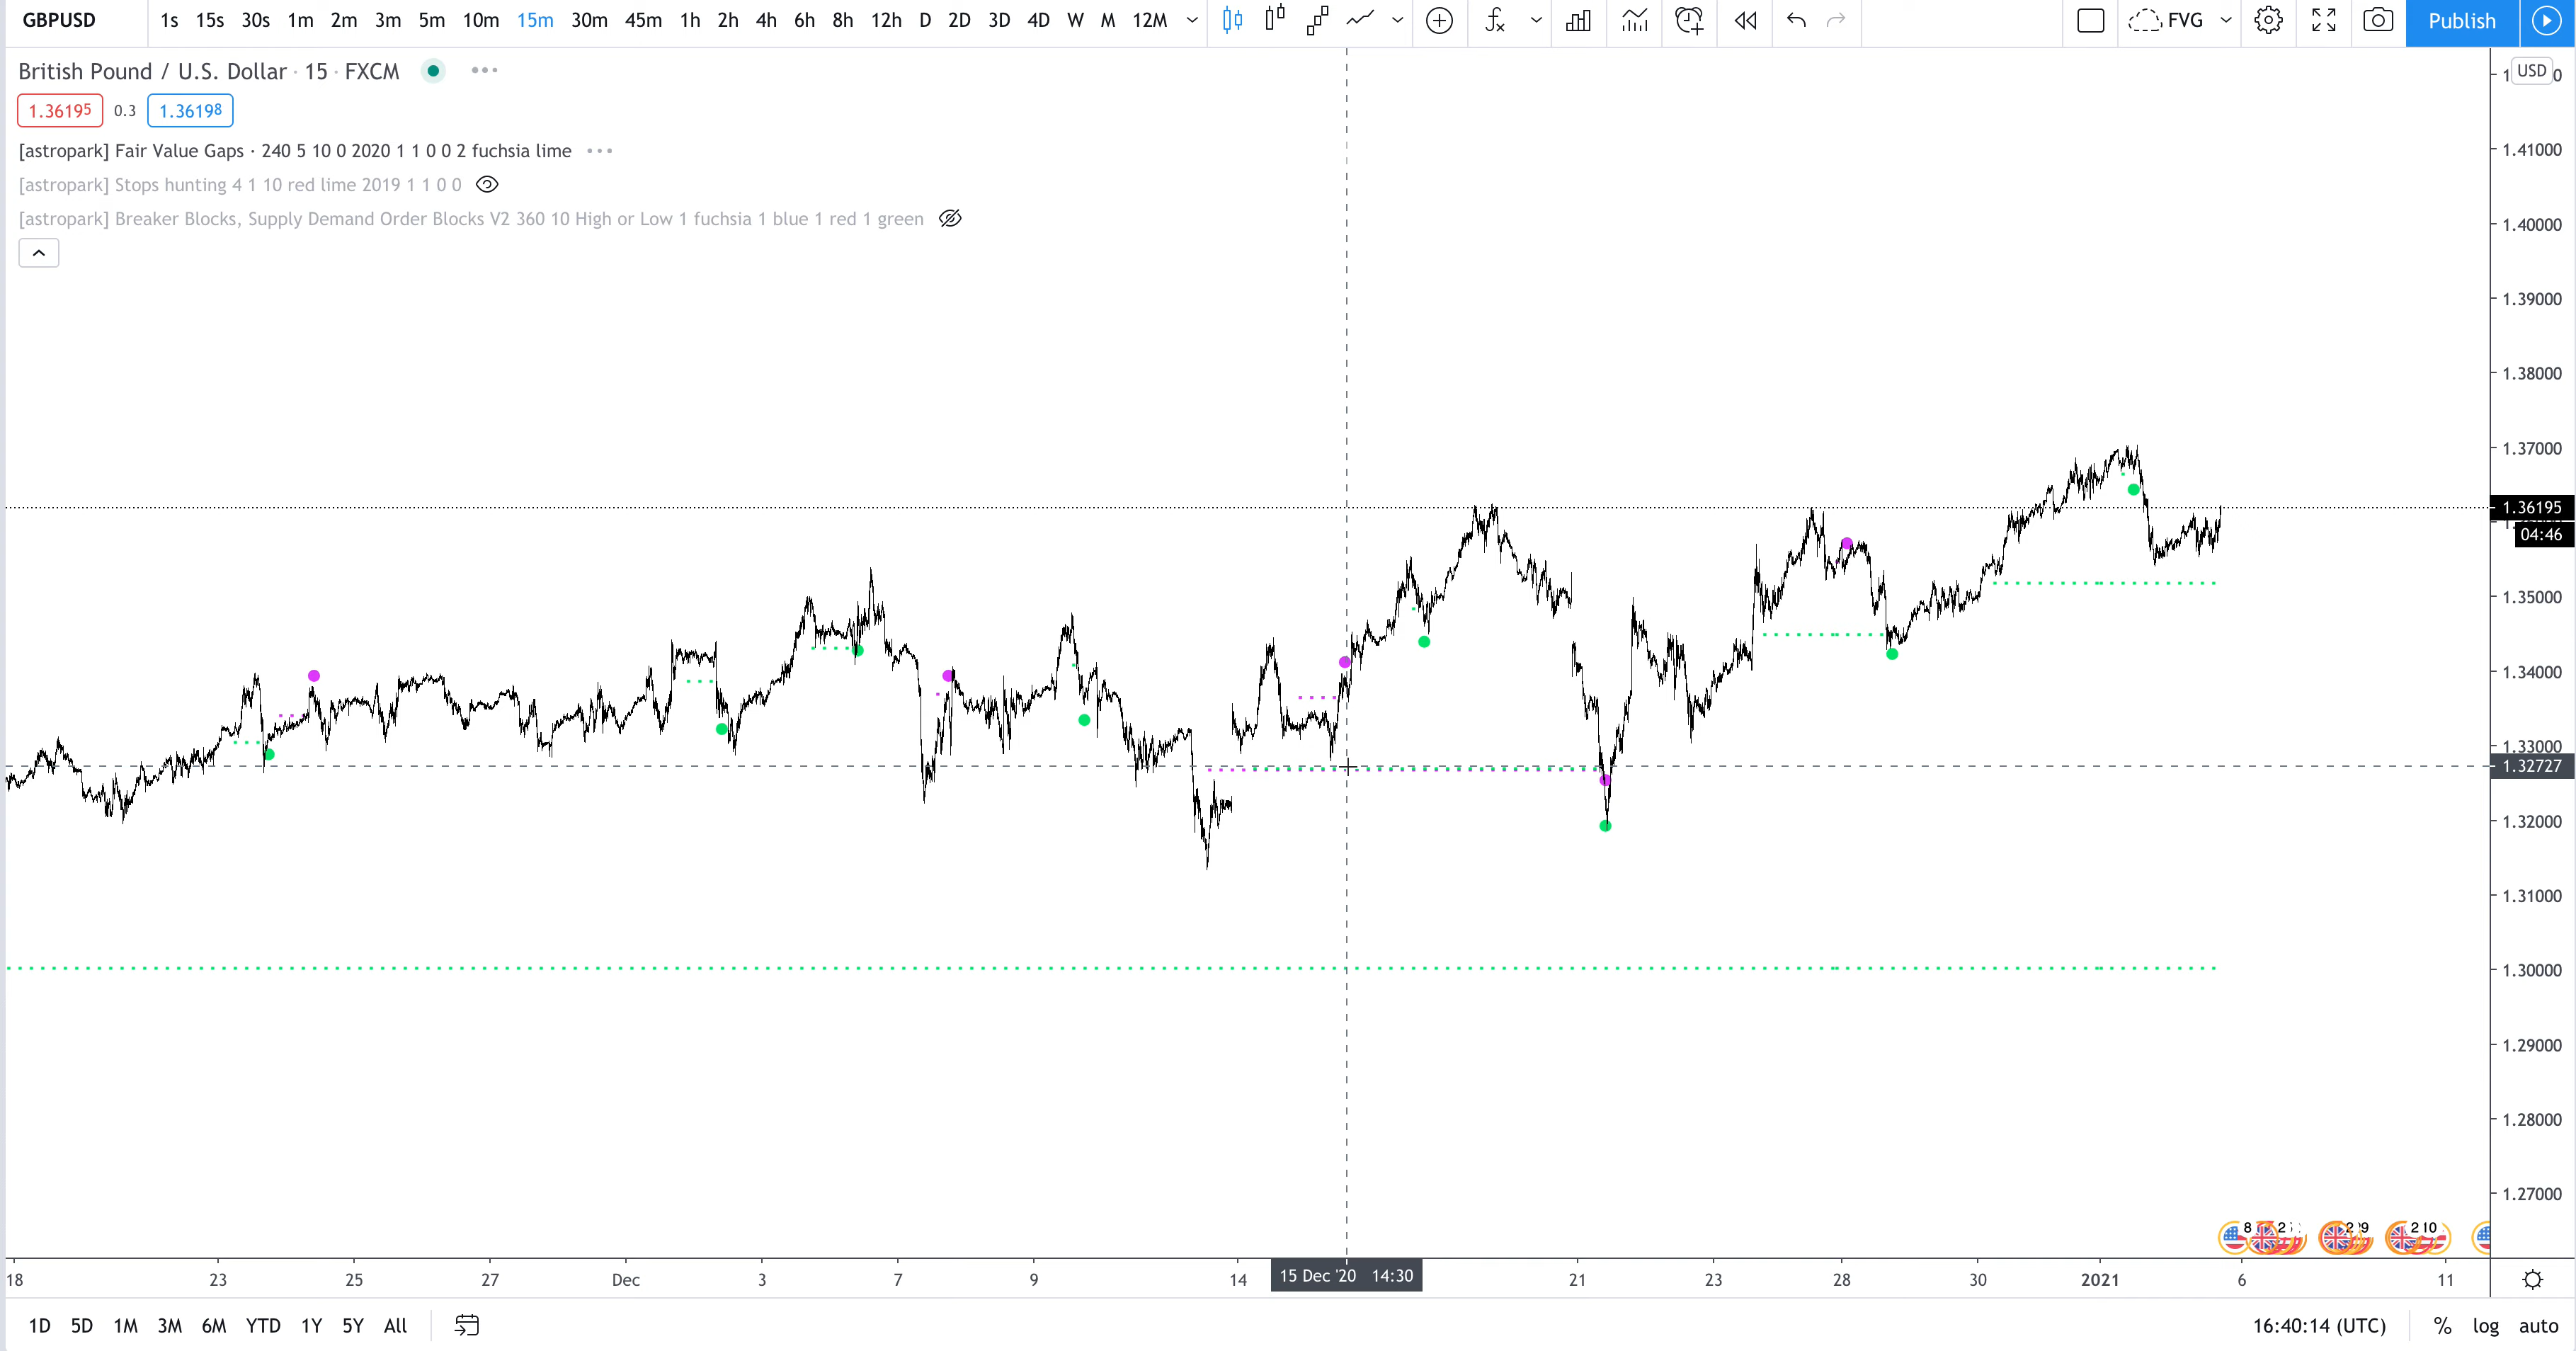 GBPUSD 1s 15s 30s 1m 2m 3m 5m 10m 15m 30m 45m 1h 2h 4h 6h 8h 12h D 2D 3D 4D W M 12M FVG Publish
British Pound / U.S. Dollar · 15 · FXCM
USD
1.36195 0.3 1.36198
[astropark] Fair Value Gaps · 240 5 10 0 2020 1 1 0 0 2 fuchsia lime
[astropark] Stops hunting 4 1 10 red lime 2019 1 1 0 0
[astropark] Breaker Blocks, Supply Demand Order Blocks V2 360 10 High or Low 1 fuchsia 1 blue 1 red 1 green
1.41000
1.40000
1.39000
1.38000
1.37000
1.36195
04:46
1.35000
1.34000
1.33000
1.32727
1.32000
1.31000
1.30000
1.29000
1.28000
1.27000
8 2 2 9 2 10
18 23 25 27 Dec 3 7 9 14 15 Dec '20 14:30 21 23 28 30 2021 6 11
1D 5D 1M 3M 6M YTD 1Y 5Y All 16:40:14 (UTC) % log auto